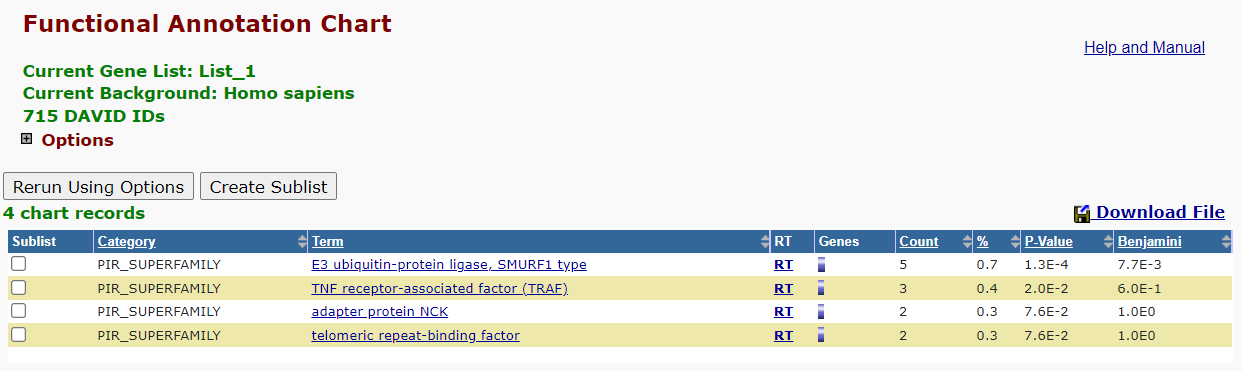 Functional Annotation Chart
Help and Manual
Current Gene List: List_1
Current Background: Homo sapiens
715 DAVID IDs
Options
Rerun Using Options Create Sublist
4 chart records
Download File
Sublist Category Term RT Genes Count % P-Value Benjamini
PIR_SUPERFAMILY E3 ubiquitin-protein ligase, SMURF1 type RT 5 0.7 1.3E-4 7.7E-3
PIR_SUPERFAMILY TNF receptor-associated factor (TRAF) RT 3 0.4 2.0E-2 6.0E-1
PIR_SUPERFAMILY adapter protein NCK RT 2 0.3 7.6E-2 1.0E0
PIR_SUPERFAMILY telomeric repeat-binding factor RT 2 0.3 7.6E-2 1.0E0